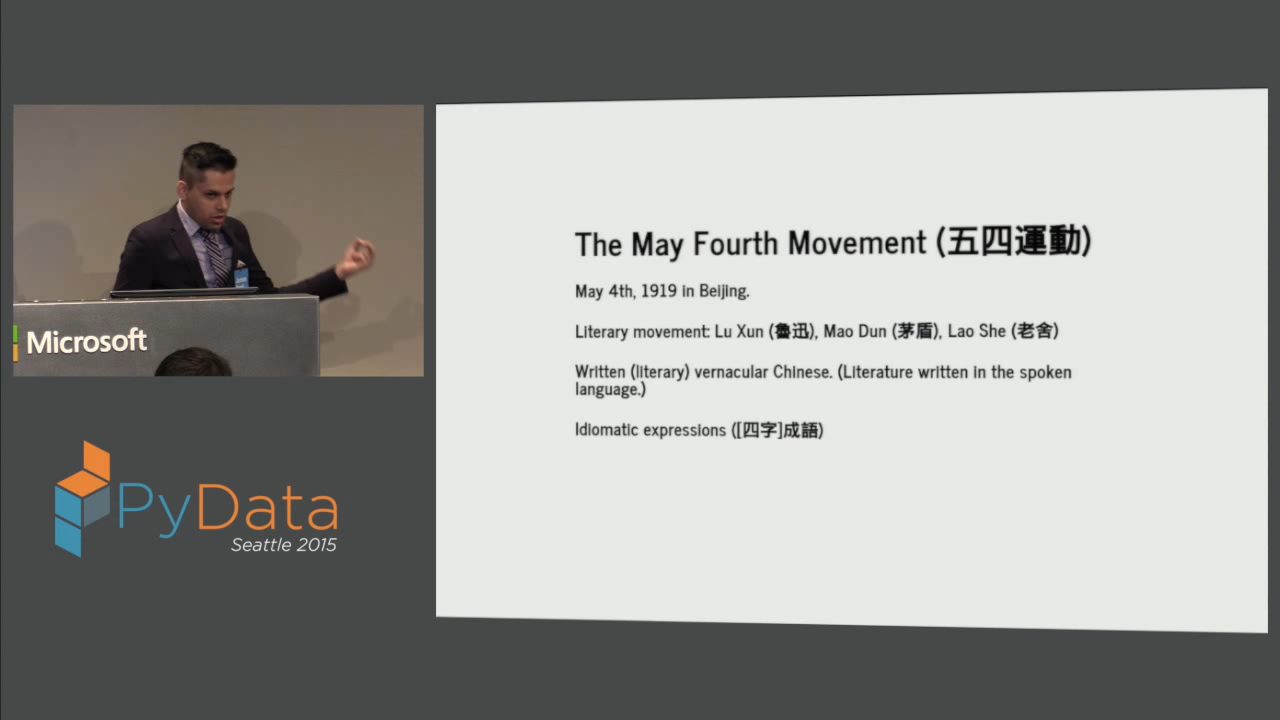 The May Fourth Movement (五四運動)
May 4th, 1919 in Beijing.
Literary movement: Lu Xun (魯迅), Mao Dun (茅盾), Lao She (老舍)
Written (literary) vernacular Chinese. (Literature written in the spoken
language.)
Idiomatic expressions ([四字]成語)
Microsoft
PyData
Seattle 2015